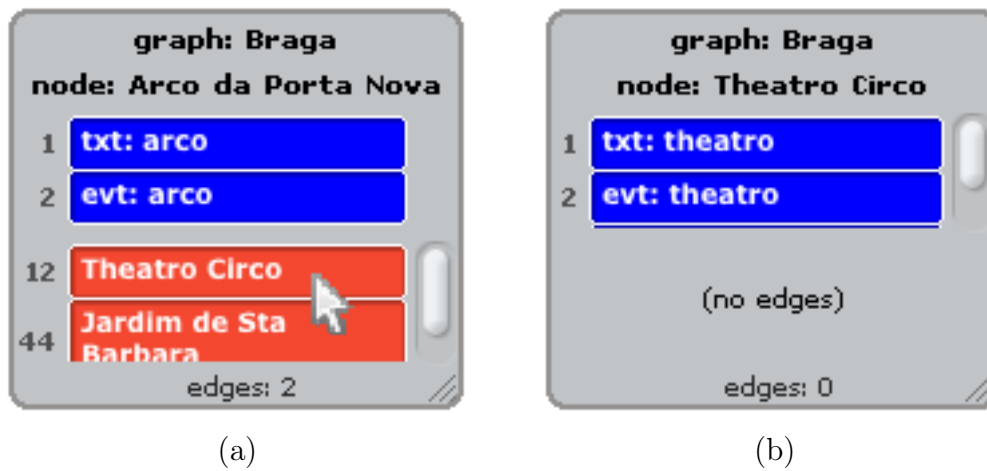 graph: Braga
node: Arco da Porta Nova
1 txt: arco
2 evt: arco
12 Theatro Circo
44 Jardim de Sta
Barbara
edges: 2
(a)
graph: Braga
node: Theatro Circo
1 txt: theatro
2 evt: theatro
(no edges)
edges: 0
(b)